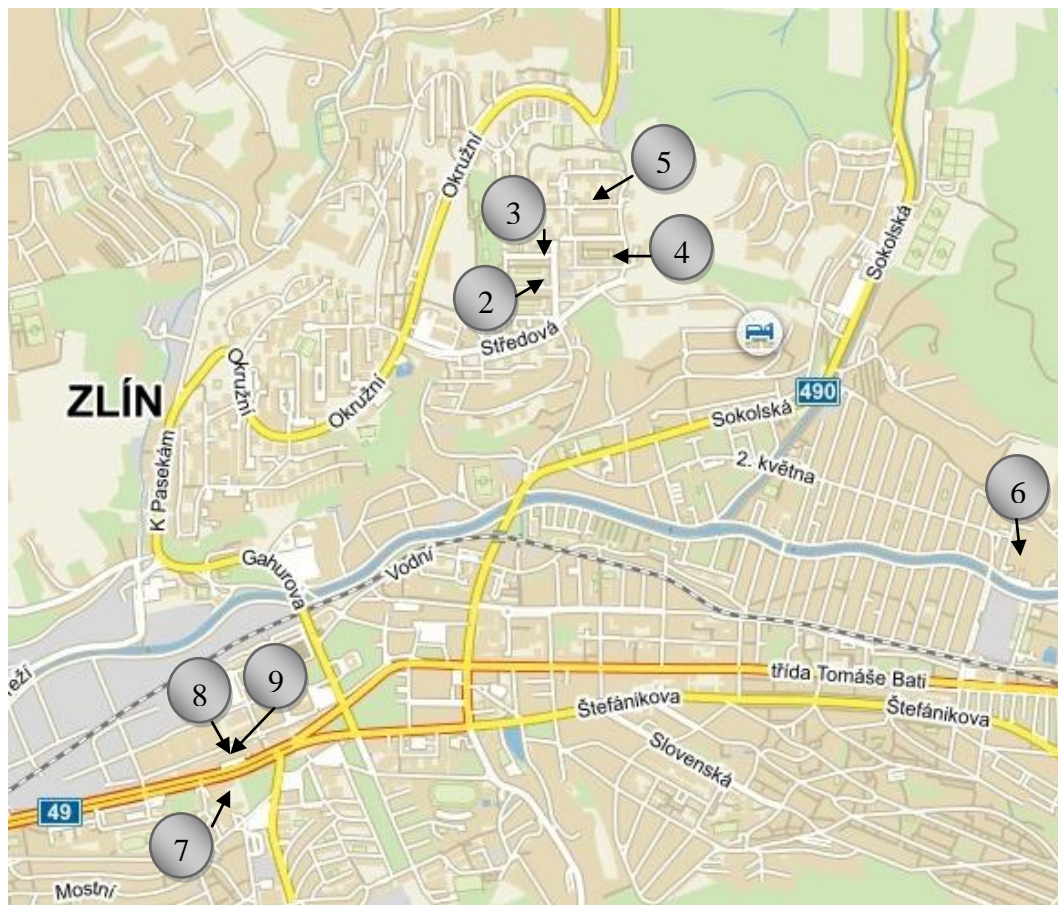 5
Okružní
3
4
Sokolská
2
Středová
Okružní
ZLÍN
Okružní
490
Sokolská
2. května
6
K Pasekám
Gahurova
Vodní
8
9
třída Tomáše Bati
Štefánikova
Štefánikova
Slovenská
49
7
Mostní